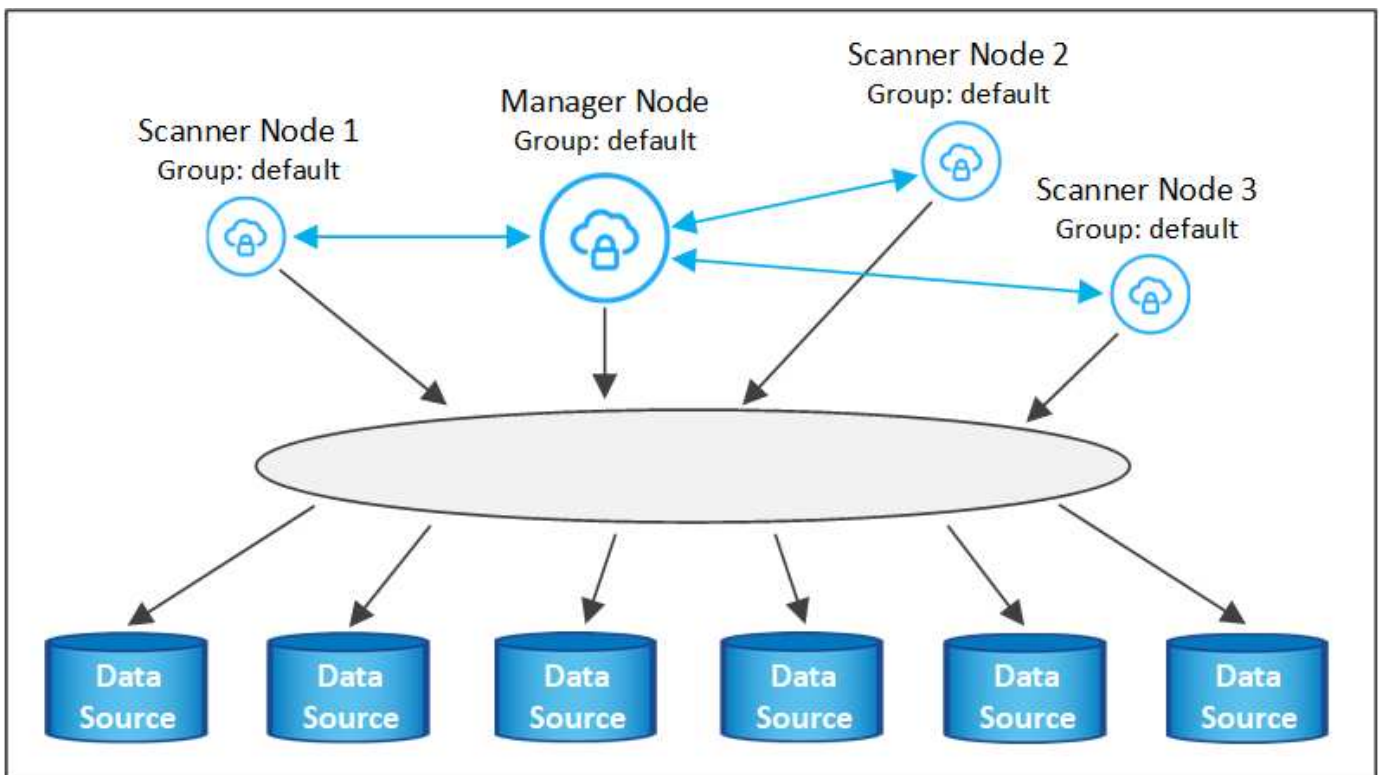 Scanner Node 2
Group: default
Manager Node
Group: default
Scanner Node 1
Group: default
Scanner Node 3
Group: default
Data
Source
Data
Source
Data
Source
Data
Source
Data
Source
Data
Source